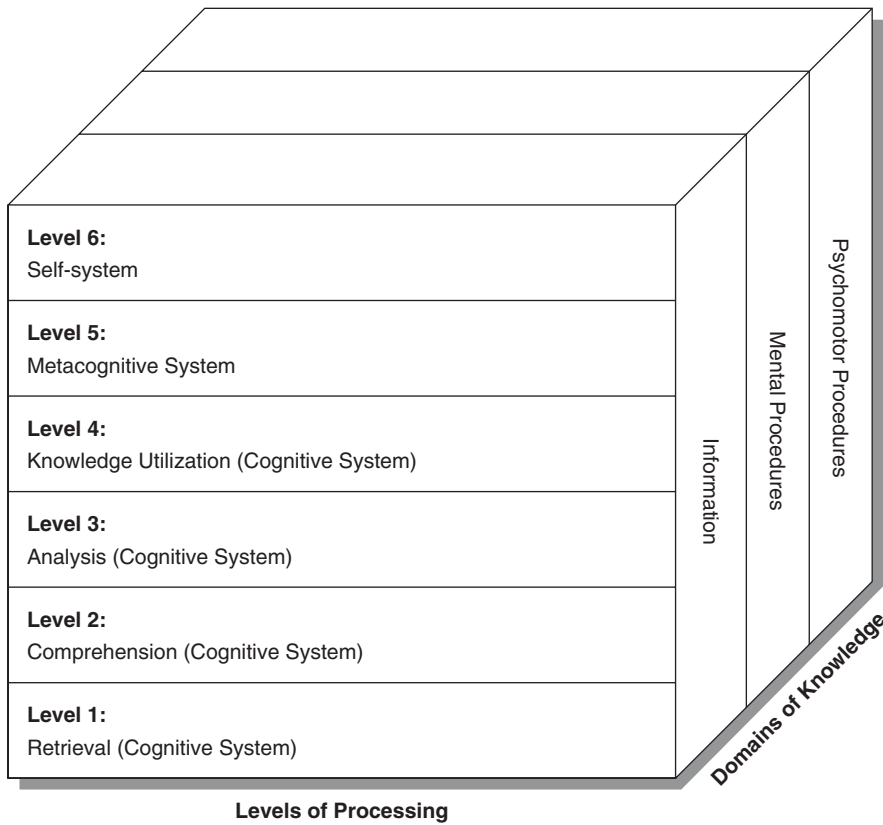 Level 6:
Self-system
Level 5:
Metacognitive System
Level 4:
Knowledge Utilization (Cognitive System)
Level 3:
Analysis (Cognitive System)
Level 2:
Comprehension (Cognitive System)
Level 1:
Retrieval (Cognitive System)
Information
Mental Procedures
Psychomotor Procedures
Levels of Processing
Domains of Knowledge